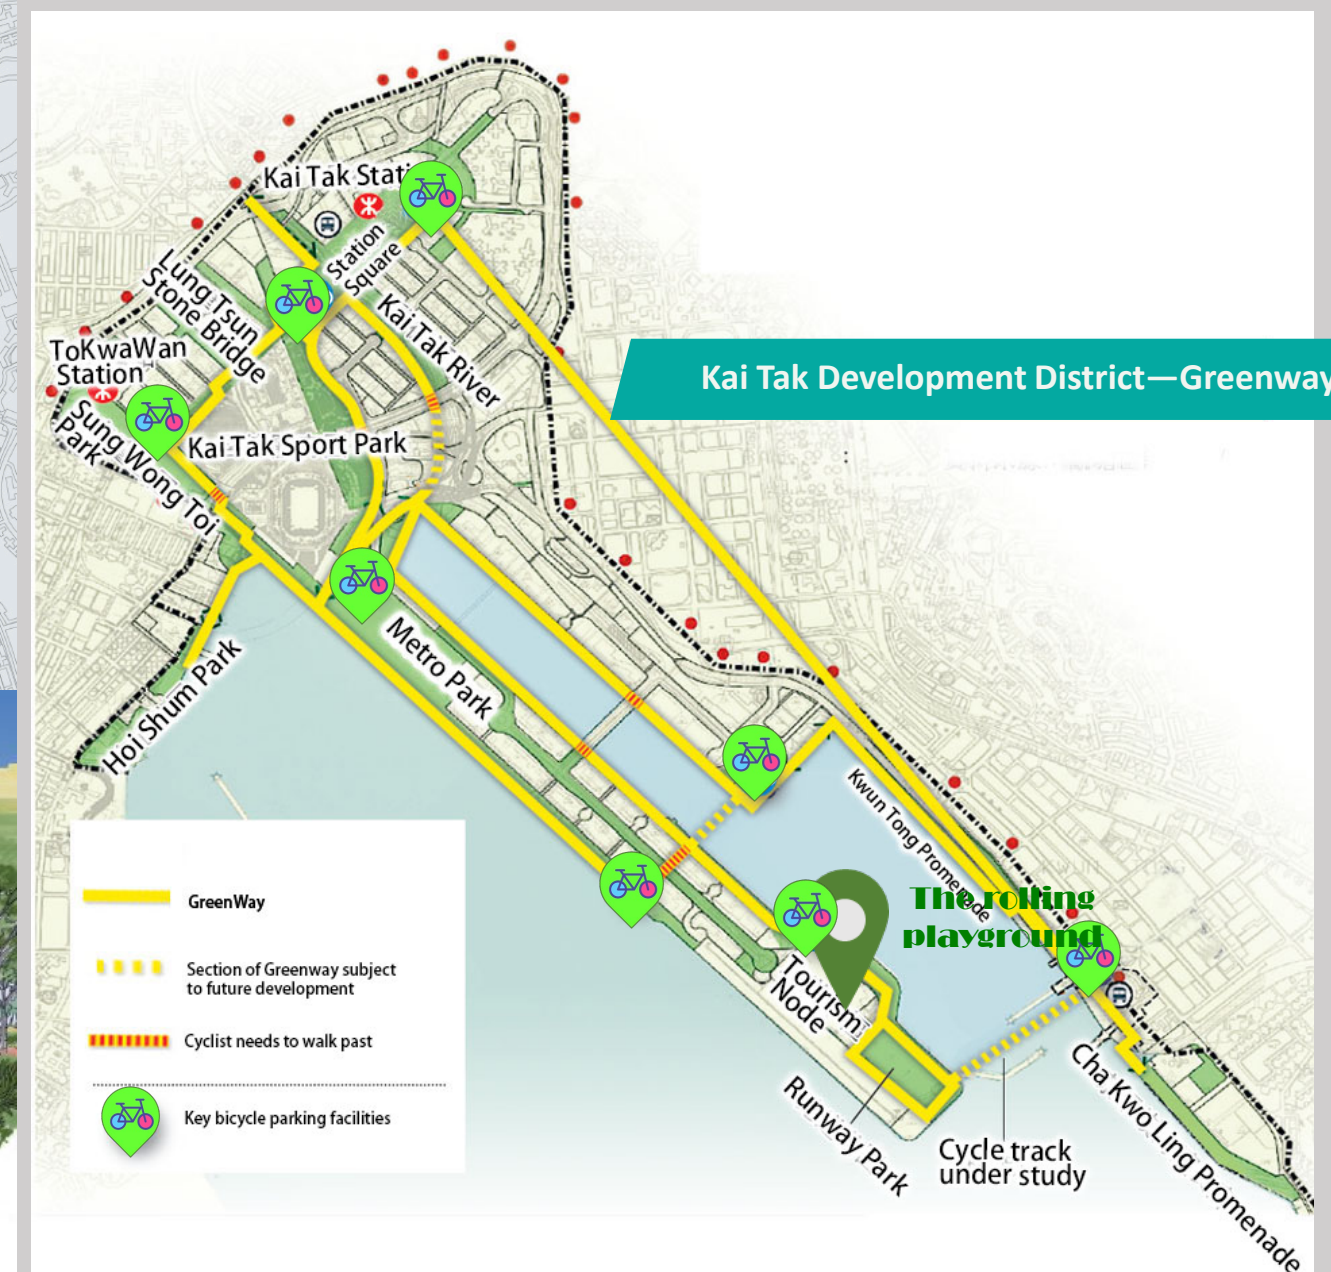 Kai Tak Stati
Station
Square
Lung Tsun
Stone Bridge
Kai Tak River
ToKwaWan
Station
Kai Tak Development District—Greenway
Sung Wong Toi
Park
Kai Tak Sport Park
Hoi Shum Park
Metro Park
Kwun Tong Promenade
The rolling
playground
GreenWay
Section of Greenway subject
to future development
Cyclist needs to walk past
Key bicycle parking facilities
Tourism
Node
Runway Park
Cycle track
under study
Cha Kwo Ling Promenade